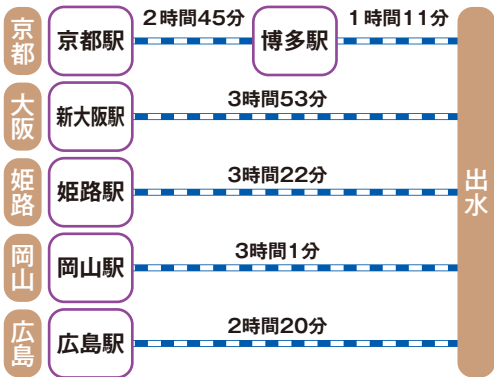 京都
京都駅
2時間45分
博多駅
1時間11分
大阪
新大阪駅
3時間53分
姫路
姫路駅
3時間22分
岡山
岡山駅
3時間1分
広島
広島駅
2時間20分
出水